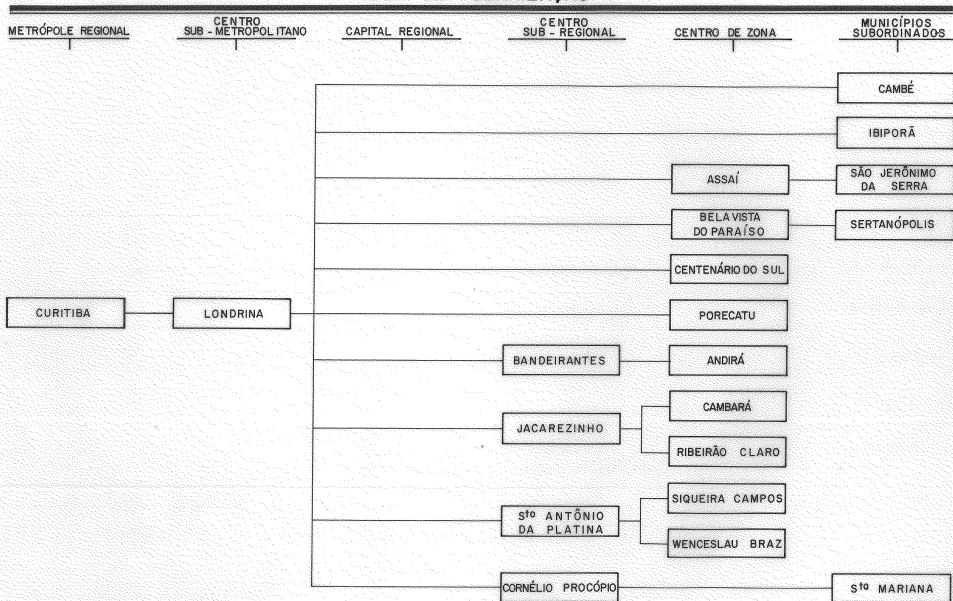 METRÓPOLE REGIONAL
CENTRO
SUB - METROPOLITANO
CAPITAL REGIONAL
CENTRO
SUB - REGIONAL
CENTRO DE ZONA
MUNICÍPIOS
SUBORDINADOS
CAMBÉ
IBIPORÃ
ASSAÍ
SÃO JERÔNIMO
DA SERRA
BELA VISTA
DO PARAÍSO
SERTANÓPOLIS
CENTENÁRIO DO SUL
CURITIBA
LONDRINA
PORECATU
BANDEIRANTES
ANDIRÁ
JACAREZINHO
CAMBARÁ
RIBEIRÃO CLARO
Sto ANTÔNIO
DA PLATINA
SIQUEIRA CAMPOS
WENCESLAU BRAZ
CORNÉLIO PROCÓPIO
Sta MARIANA